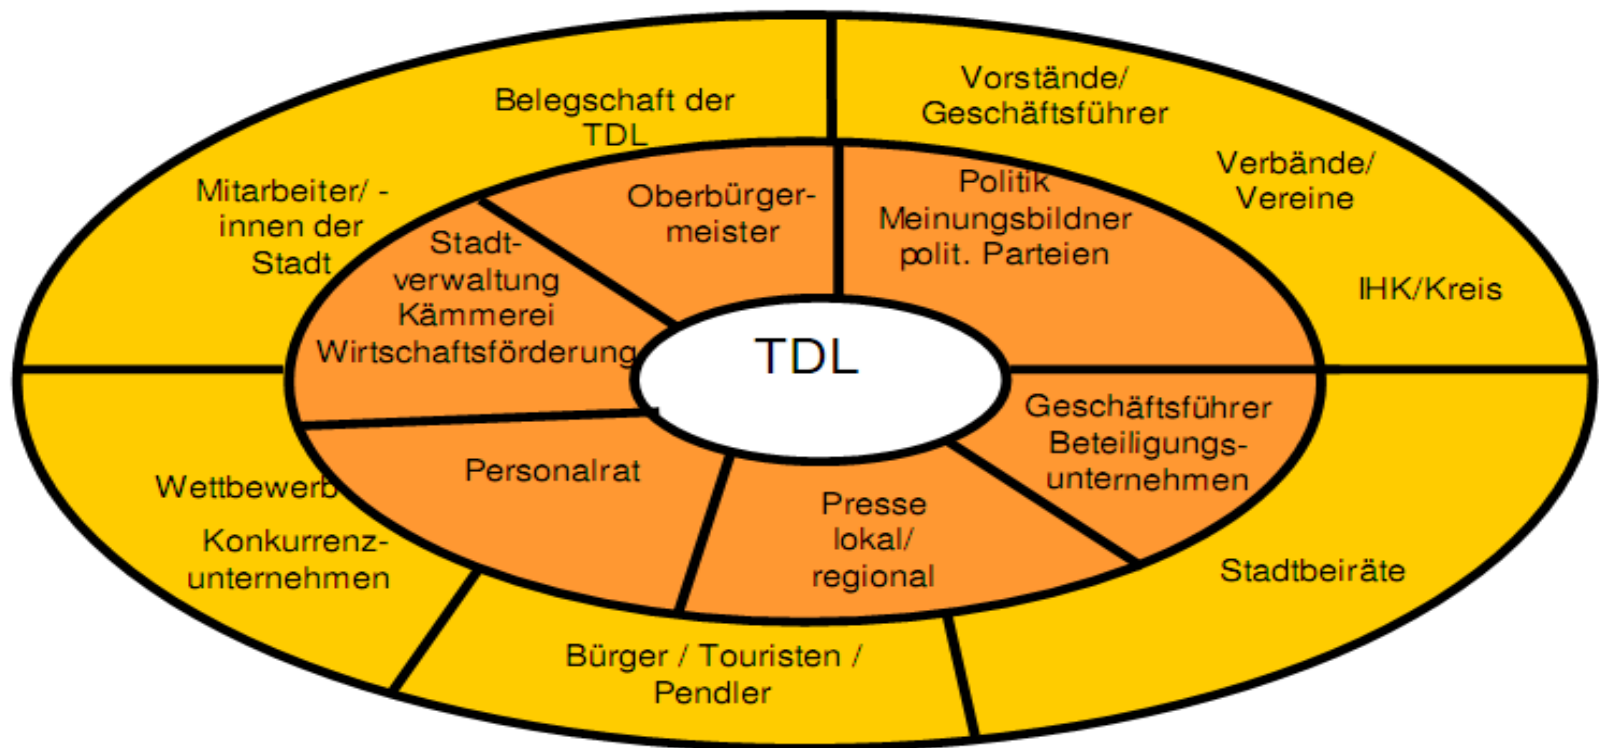 Belegschaft der
TDL
Vorstände/
Geschäftsführer
Verbände/
Vereine
IHK/Kreis
Mitarbeiter/ -
innen der
Stadt
Oberbürger-
meister
Politik
Meinungsbildner
polit. Parteien
Stadt-
verwaltung
Kämmerei
Wirtschaftsförderung
TDL
Geschäftsführer
Beteiligungs-
unternehmen
Personalrat
Presse
lokal/
regional
Wettbewerb
Konkurrenz-
unternehmen
Stadtbeiräte
Bürger / Touristen /
Pendler